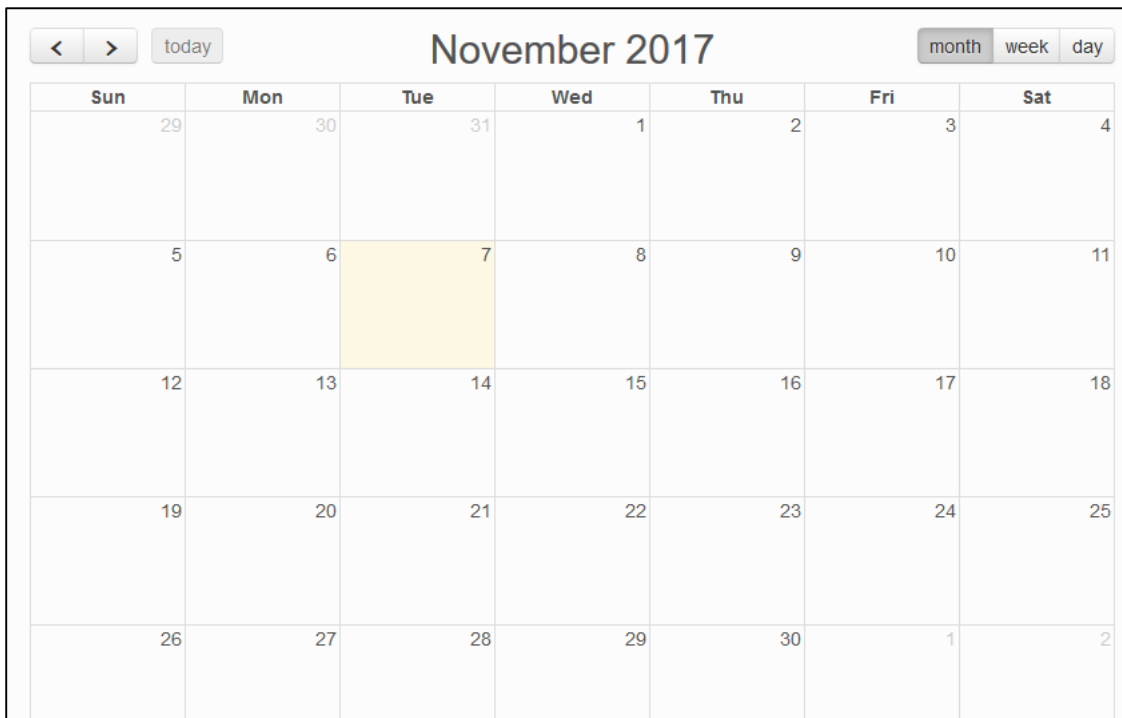 < > today November 2017 month week day
Sun Mon Tue Wed Thu Fri Sat
29 30 31 1 2 3 4
5 6 7 8 9 10 11
12 13 14 15 16 17 18
19 20 21 22 23 24 25
26 27 28 29 30 1 2